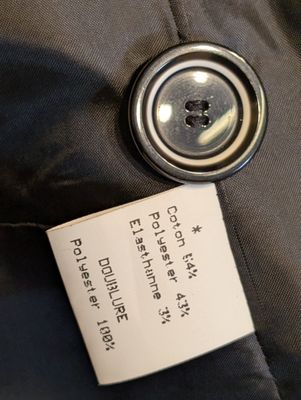 *
Coton 54%
Polyester 43%
Elasthanne 3%
DOUBLURE
Polyester 100%